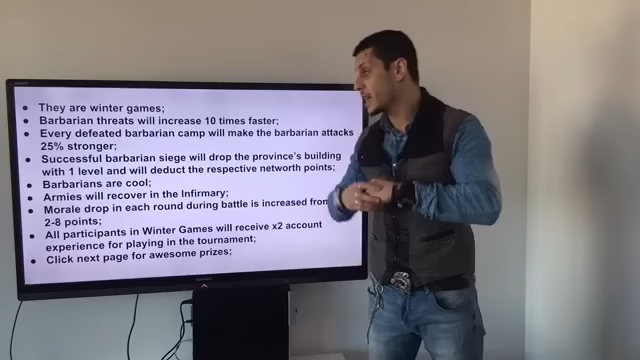 They are winter games;
Barbarian threats will increase 10 times faster;
Every defeated barbarian camp will make the barbarian attacks
25% stronger;
Successful barbarian siege will drop the province's building
with 1 level and will deduct the respective networth points;
Barbarians are cool;
Armies will recover in the Infirmary;
Morale drop in each round during battle is increased from
2-8 points;
All participants in Winter Games will receive x2 account
experience for playing in the tournament;
Click next page for awesome prizes;